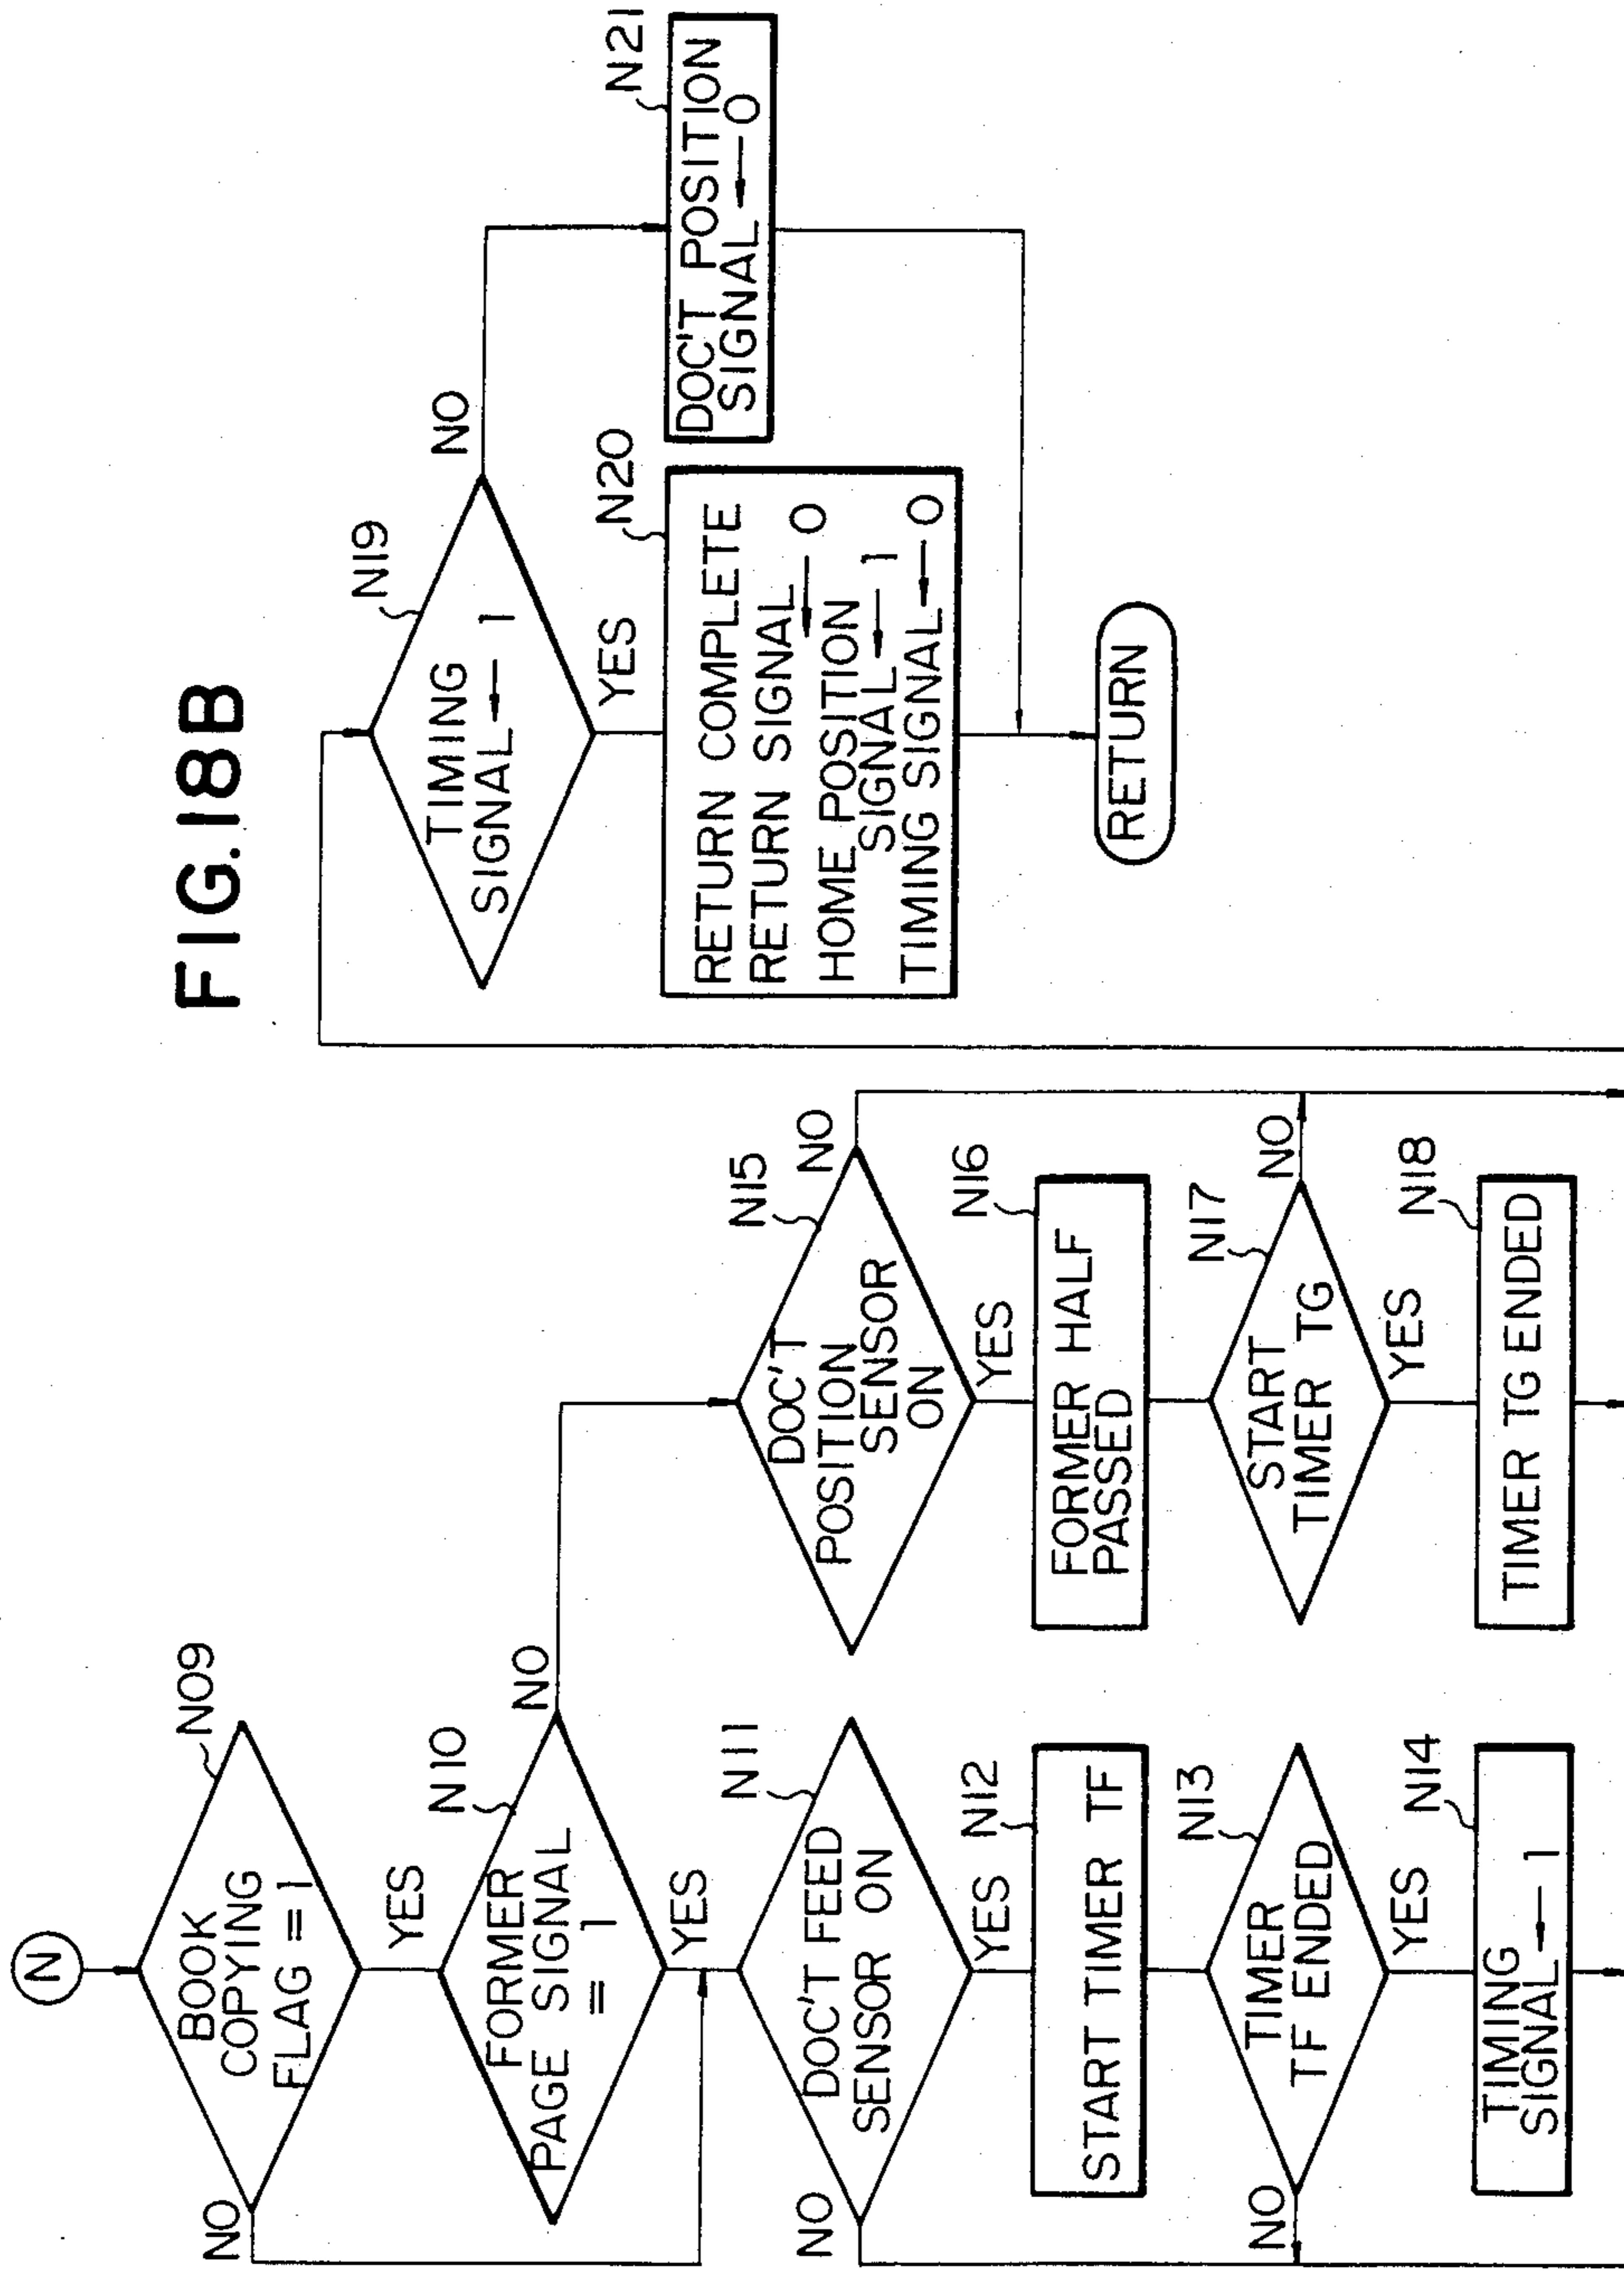 FIG.18B
N
BOOK
COPYING
FLAG = 1
N09
NO
YES
FORMER
PAGE SIGNAL
= 1
N10
NO
YES
DOC'T FEED
SENSOR ON
N11
NO
YES
START TIMER TF
N12
TIMER
TF ENDED
N13
NO
YES
TIMING
SIGNAL ← 1
N14
DOC'T
POSITION
SENSOR
ON
N15
NO
YES
FORMER HALF
PASSED
N16
START
TIMER TG
N17
NO
YES
TIMER TG ENDED
N18
TIMING
SIGNAL ← 1
N19
NO
YES
RETURN COMPLETE
RETURN SIGNAL ← 0
HOME POSITION
SIGNAL ← 1
TIMING SIGNAL ← 0
N20
DOC'T POSITION
SIGNAL ← 0
N21
RETURN